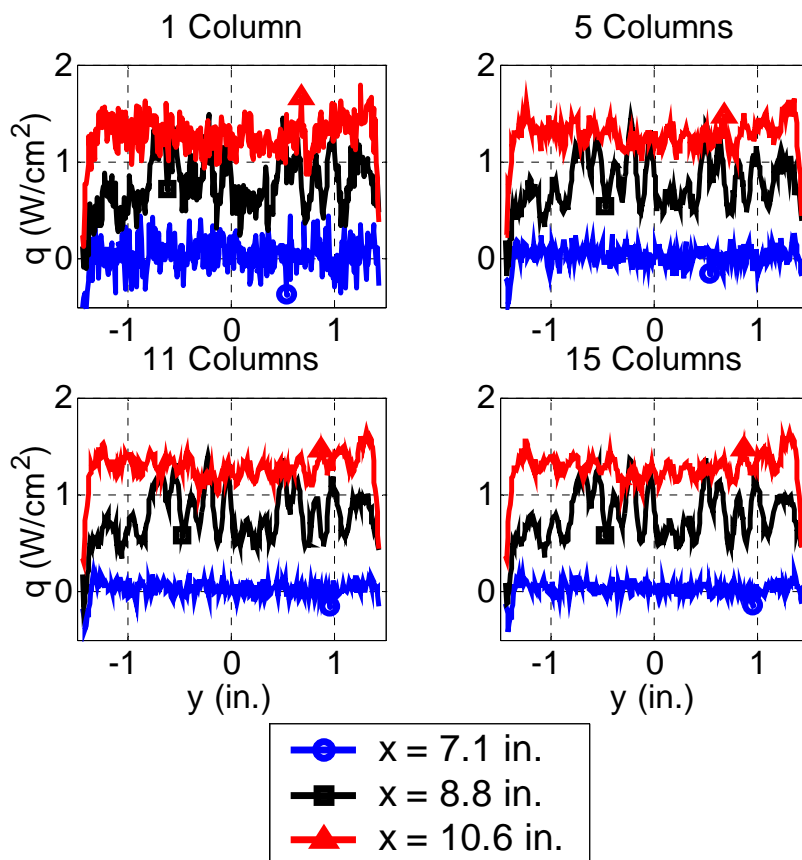 1 Column
5 Columns
2
1
0
q (W/cm2)
-1 0 1
2
1
0
-1 0 1
11 Columns
15 Columns
2
1
0
q (W/cm2)
-1 0 1
y (in.)
2
1
0
-1 0 1
y (in.)
x = 7.1 in.
x = 8.8 in.
x = 10.6 in.